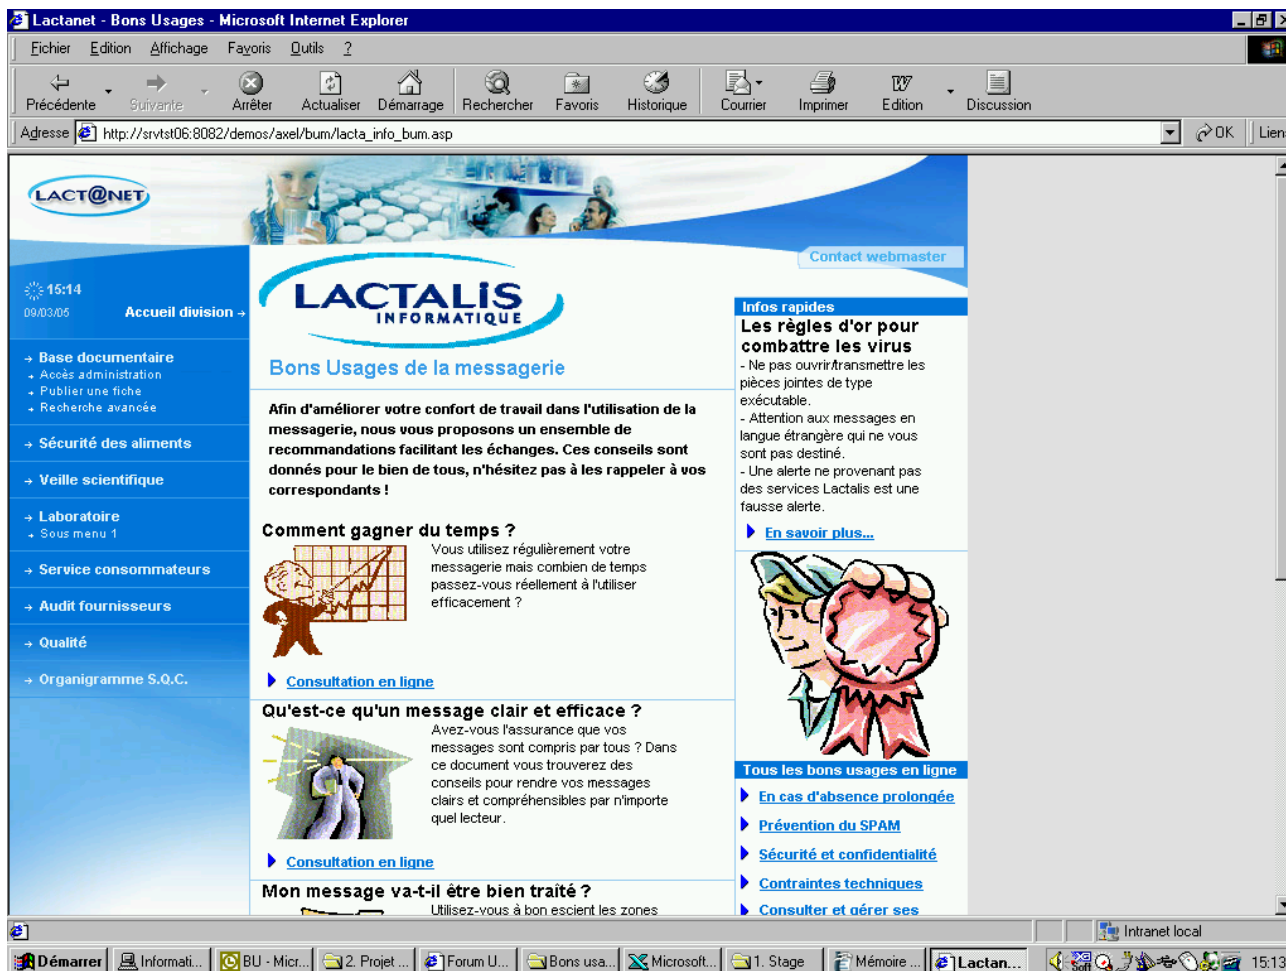 Lactanet - Bons Usages - Microsoft Internet Explorer
Fichier Edition Affichage Favoris Outils ?
Précédente Suivante Arrêter Actualiser Démarrage Rechercher Favoris Historique Courrier Imprimer Edition Discussion
Adresse http://srvtst06:8082/demos/axel/bum/lacta_info_bum.asp OK Liens
LACT@NET
Contact webmaster
15:14
09/03/05 Accueil division
Base documentaire
Accès administration
Publier une fiche
Recherche avancée
Sécurité des aliments
Veille scientifique
Laboratoire
Sous menu 1
Service consommateurs
Audit fournisseurs
Qualité
Organigramme S.Q.C.
LACTALIS
INFORMATIQUE
Bons Usages de la messagerie
Afin d'améliorer votre confort de travail dans l'utilisation de la
messagerie, nous vous proposons un ensemble de
recommandations facilitant les échanges. Ces conseils sont
donnés pour le bien de tous, n'hésitez pas à les rappeler à vos
correspondants !
Comment gagner du temps ?
Vous utilisez régulièrement votre
messagerie mais combien de temps
passez-vous réellement à l'utiliser
efficacement ?
Consultation en ligne
Qu'est-ce qu'un message clair et efficace ?
Avez-vous l'assurance que vos
messages sont compris par tous ? Dans
ce document vous trouverez des
conseils pour rendre vos messages
clairs et compréhensibles par n'importe
quel lecteur.
Consultation en ligne
Mon message va-t-il être bien traité ?
Utilisez-vous à bon escient les zones
Infos rapides
Les règles d'or pour
combattre les virus
- Ne pas ouvrir/transmettre les
pièces jointes de type
exécutable.
- Attention aux messages en
langue étrangère qui ne vous
sont pas destiné.
- Une alerte ne provenant pas
des services Lactalis est une
fausse alerte.
En savoir plus...
Tous les bons usages en ligne
En cas d'absence prolongée
Prévention du SPAM
Sécurité et confidentialité
Contraintes techniques
Consulter et gérer ses
Intranet local
Démarrer Informati... BU - Micr... 2. Projet ... Forum U... Bons usa... Microsoft... 1. Stage Mémoire ... Lactan... 15:13